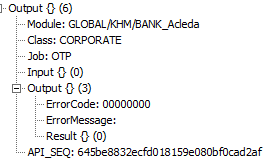 Output {} (6)
Module: GLOBAL/KHM/BANK_Acleda
Class: CORPORATE
Job: OTP
Input {} (0)
Output {} (3)
ErrorCode: 00000000
ErrorMessage:
Result {} (0)
API_SEQ: 645be8832ecfd018159e080bf0cad2af